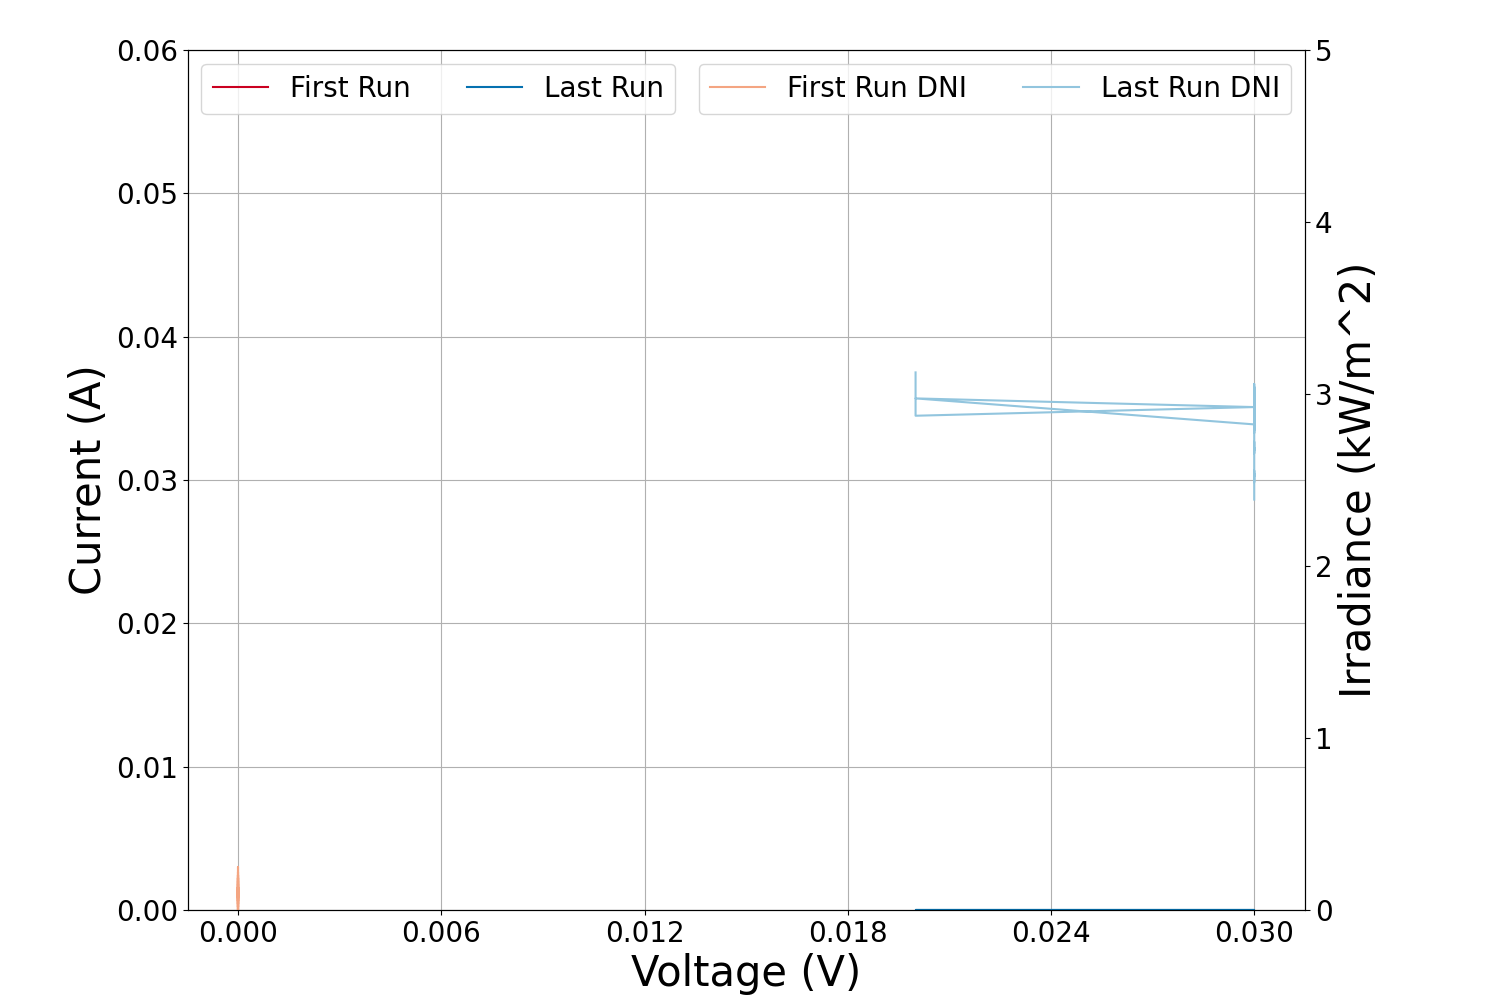 First Run
Last Run
First Run DNI
Last Run DNI
0.06
0.05
0.04
0.03
0.02
0.01
0.00
Current (A)
5
4
3
2
1
0
Irradiance (kW/m^2)
0.000 0.006 0.012 0.018 0.024 0.030
Voltage (V)